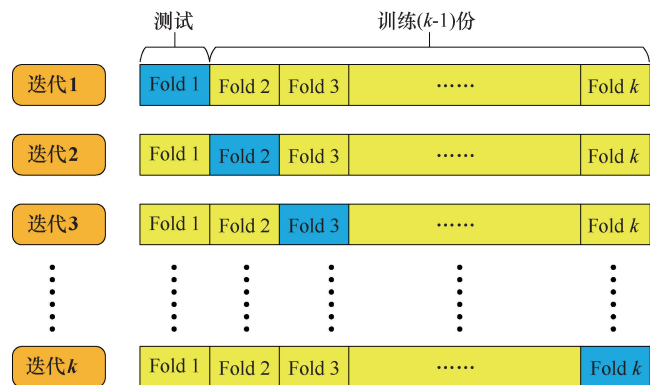 测试 训练(k-1)份
迭代1 Fold 1 Fold 2 Fold 3 …… Fold k
迭代2 Fold 1 Fold 2 Fold 3 …… Fold k
迭代3 Fold 1 Fold 2 Fold 3 …… Fold k
迭代k Fold 1 Fold 2 Fold 3 …… Fold k